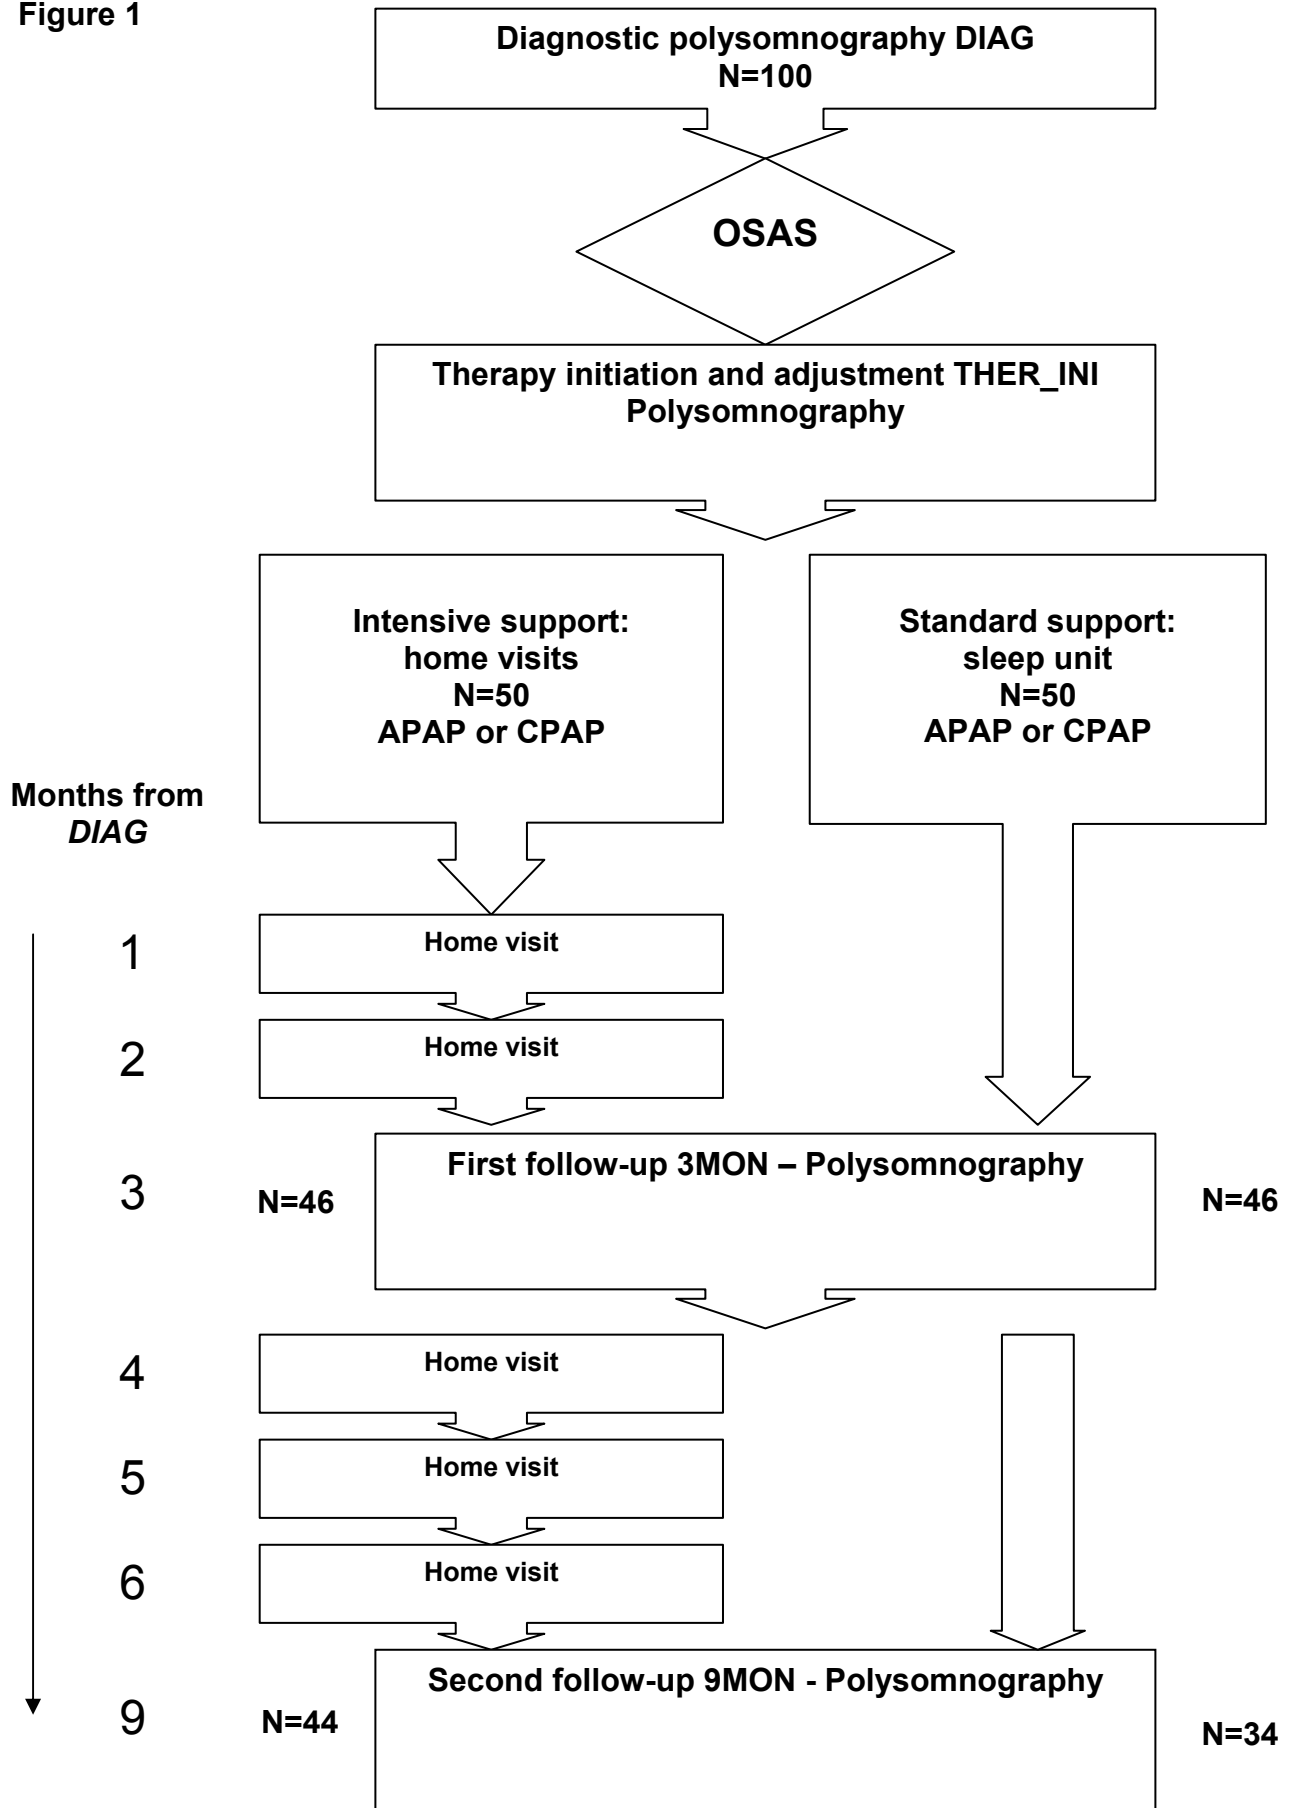 Figure 1
Diagnostic polysomnography DIAG
N=100
OSAS
Therapy initiation and adjustment THER_INI
Polysomnography
Intensive support:
home visits
N=50
APAP or CPAP
Standard support:
sleep unit
N=50
APAP or CPAP
Months from
DIAG
1
Home visit
2
Home visit
3
N=46
First follow-up 3MON – Polysomnography
N=46
4
Home visit
5
Home visit
6
Home visit
9
N=44
Second follow-up 9MON - Polysomnography
N=34